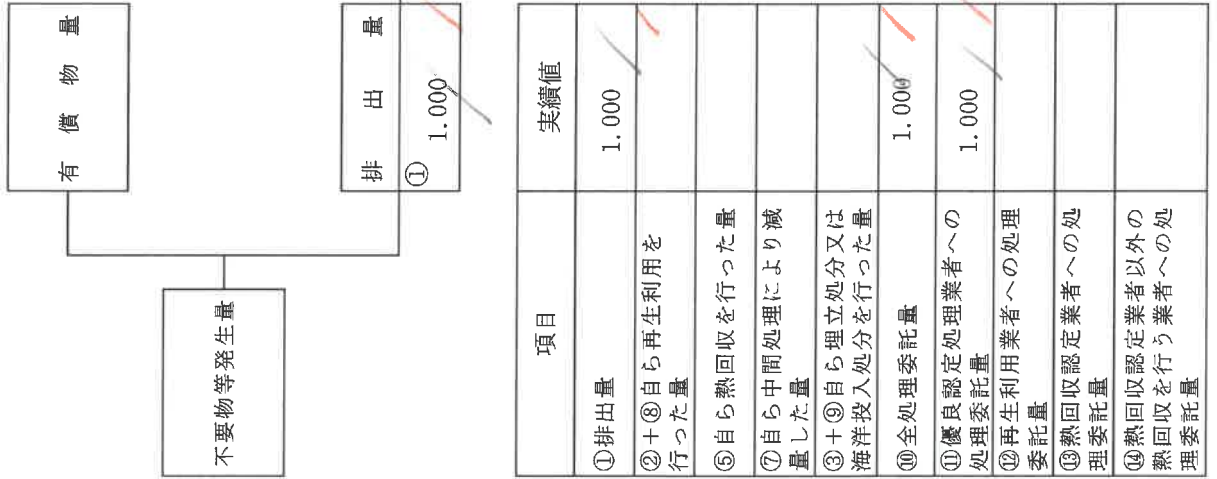 不要物等発生量
有償物量
排出量
① 1.000
項目 実績値
①排出量 1.000
②+⑧自ら再生利用を
行った量
⑤自ら熱回収を行った量
⑦自ら中間処理により減
量した量
③+⑨自ら埋立処分又は
海洋投入処分を行った量
⑩全処理委託量 1.000
⑪優良認定処理業者への
処理委託量 1.000
⑫再生利用業者への処理
委託量
⑬熱回収認定業者への処
理委託量
⑭熱回収認定業者以外の
熱回収を行う業者への処
理委託量